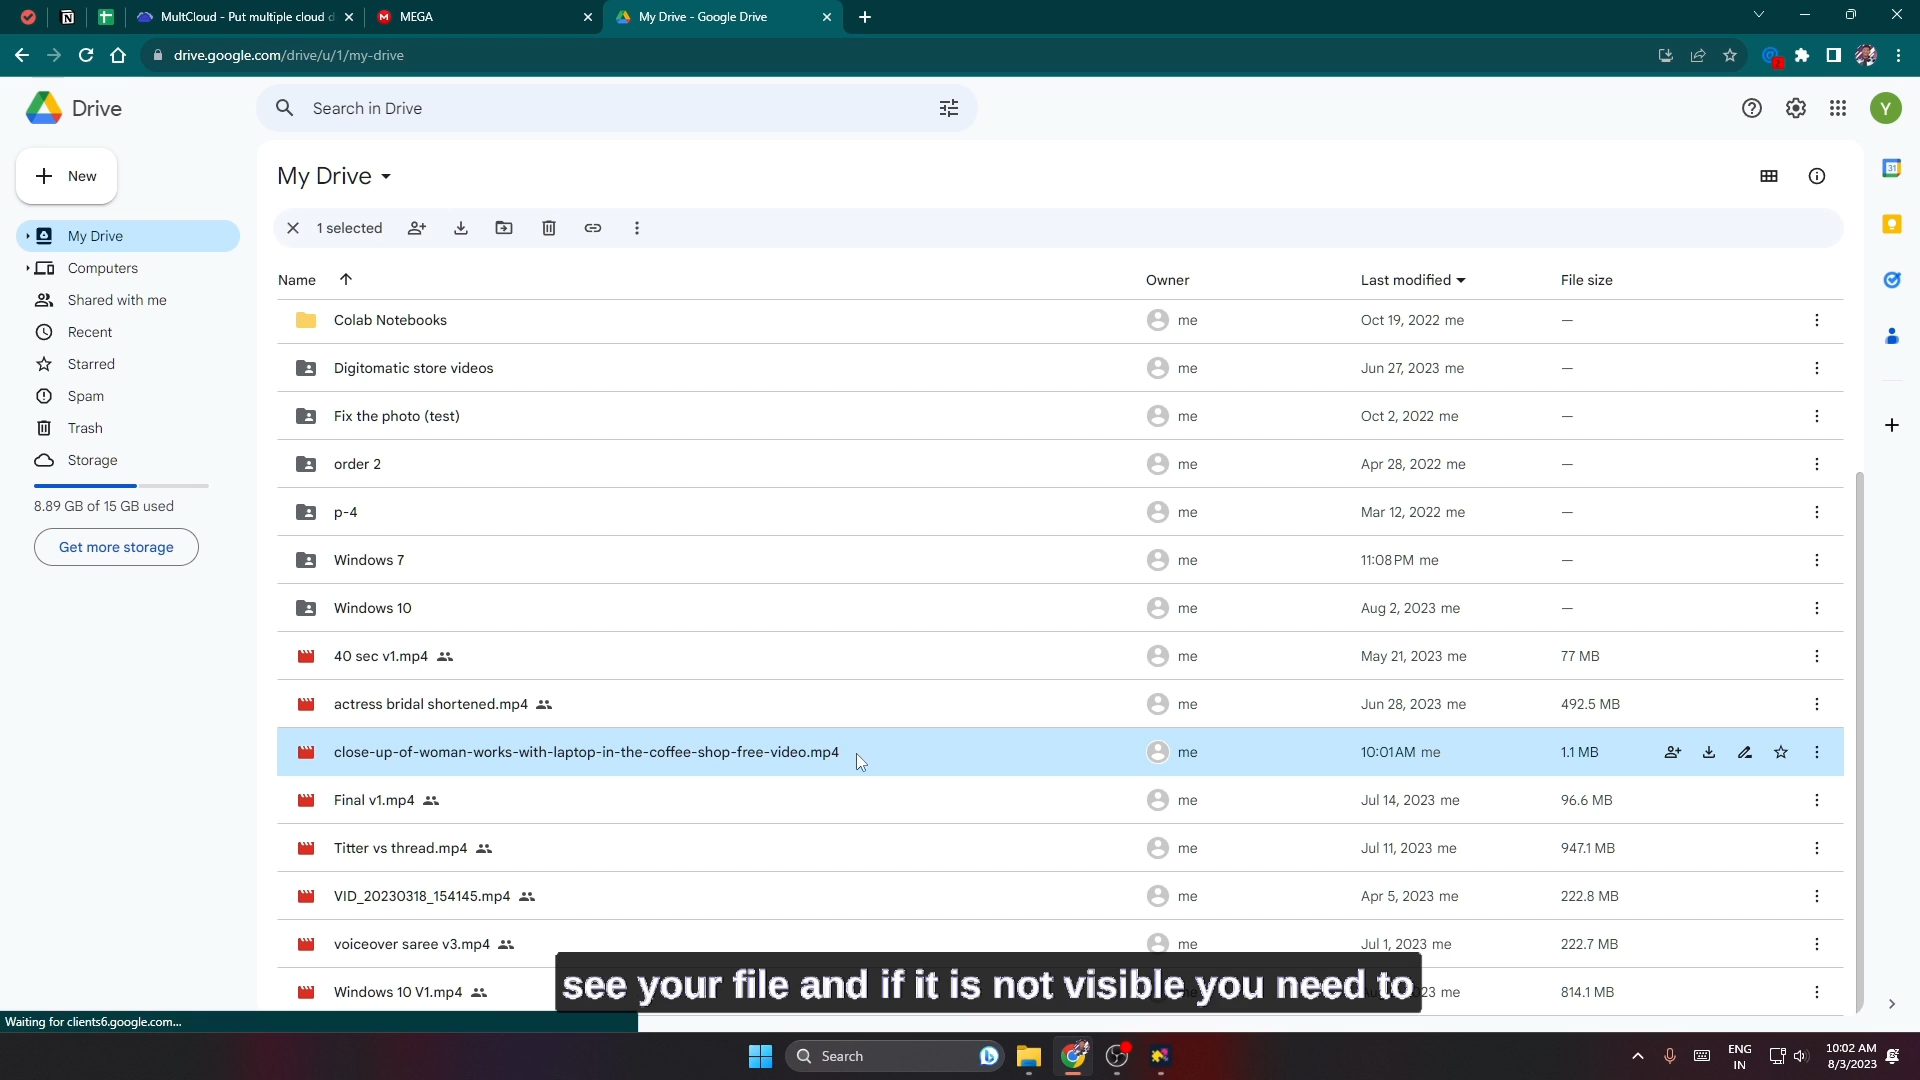 MultCloud - Put multiple cloud d
MEGA
My Drive - Google Drive
drive.google.com/drive/u/1/my-drive
2
Drive
Search in Drive
Y
New
My Drive
31
1 selected
My Drive
Computers
Shared with me
Recent
Starred
Spam
Trash
Storage
8.89 GB of 15 GB used
Get more storage
Name Owner Last modified File size
Colab Notebooks me Oct 19, 2022 me —
Digitomatic store videos me Jun 27, 2023 me —
Fix the photo (test) me Oct 2, 2022 me —
order 2 me Apr 28, 2022 me —
p-4 me Mar 12, 2022 me —
Windows 7 me 11:08 PM me —
Windows 10 me Aug 2, 2023 me —
40 sec v1.mp4 me May 21, 2023 me 77 MB
actress bridal shortened.mp4 me Jun 28, 2023 me 492.5 MB
close-up-of-woman-works-with-laptop-in-the-coffee-shop-free-video.mp4 me 10:01 AM me 1.1 MB
Final v1.mp4 me Jul 14, 2023 me 96.6 MB
Titter vs thread.mp4 me Jul 11, 2023 me 947.1 MB
VID_20230318_154145.mp4 me Apr 5, 2023 me 222.8 MB
voiceover saree v3.mp4 me Jul 1, 2023 me 222.7 MB
Windows 10 V1.mp4 23 me 814.1 MB
see your file and if it is not visible you need to
Waiting for clients6.google.com...
Search
ENG
IN
10:02 AM
8/3/2023